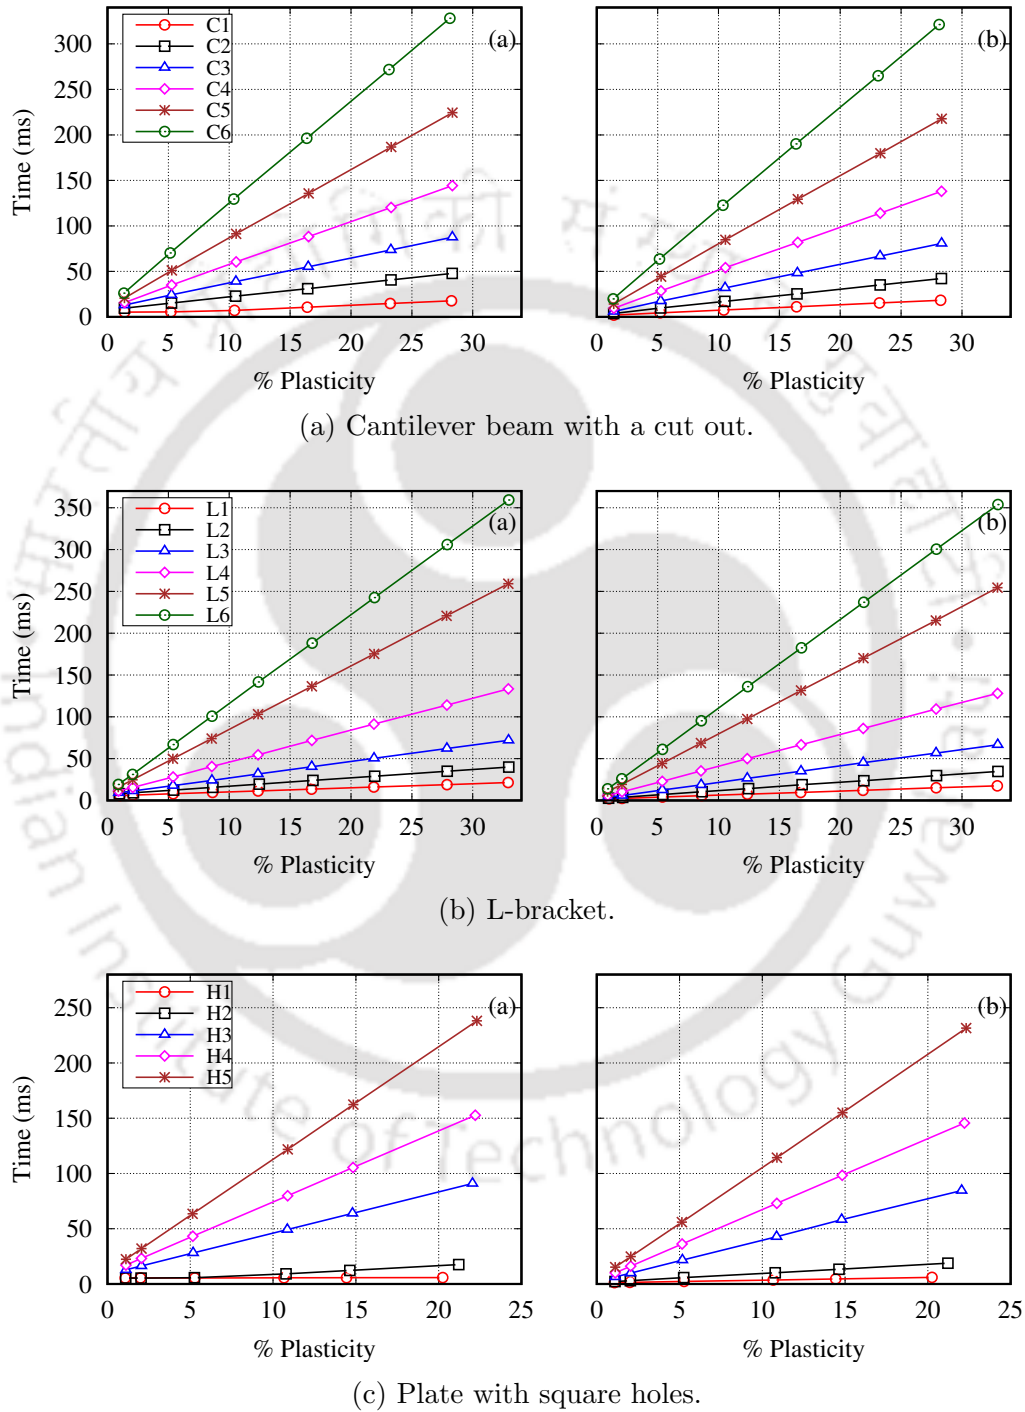 300
250
200
150
100
50
0
Time (ms)
C1
C2
C3
C4
C5
C6
(a)
(b)
0 5 10 15 20 25 30
0 5 10 15 20 25 30
% Plasticity
% Plasticity
(a) Cantilever beam with a cut out.
350
300
250
200
150
100
50
0
Time (ms)
L1
L2
L3
L4
L5
L6
(a)
(b)
0 5 10 15 20 25 30
0 5 10 15 20 25 30
% Plasticity
% Plasticity
(b) L-bracket.
250
200
150
100
50
0
Time (ms)
H1
H2
H3
H4
H5
(a)
(b)
0 5 10 15 20 25
0 5 10 15 20 25
% Plasticity
% Plasticity
(c) Plate with square holes.
Indian Institute of Technology Guwahati